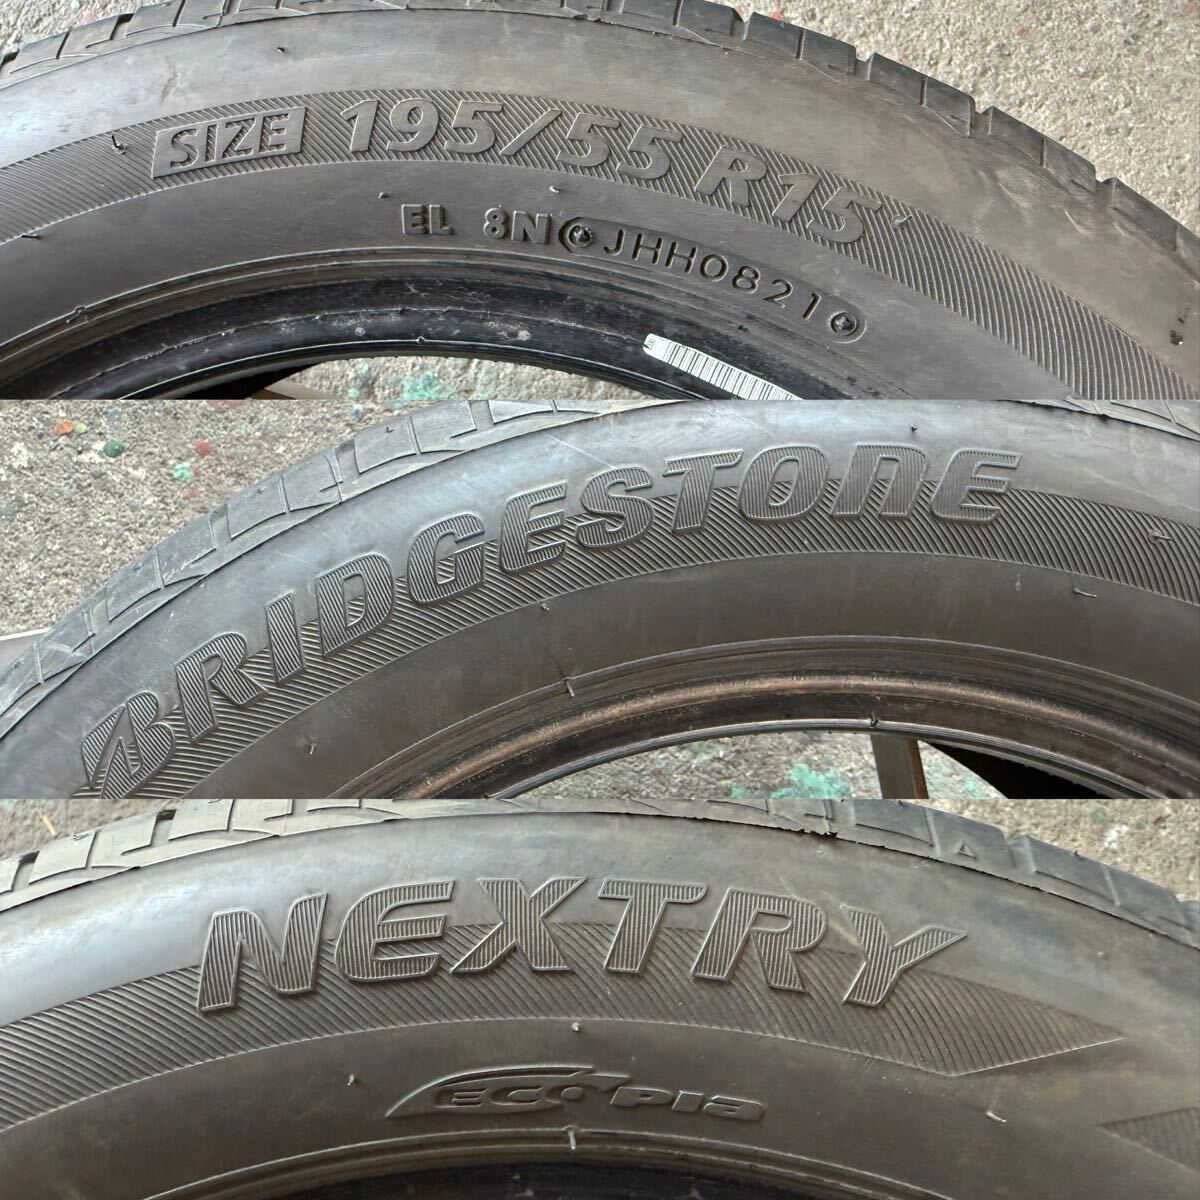 SIZE 195/55 R15
EL 8N JHH0821
BRIDGESTONE
NEXTRY
ECOPIA